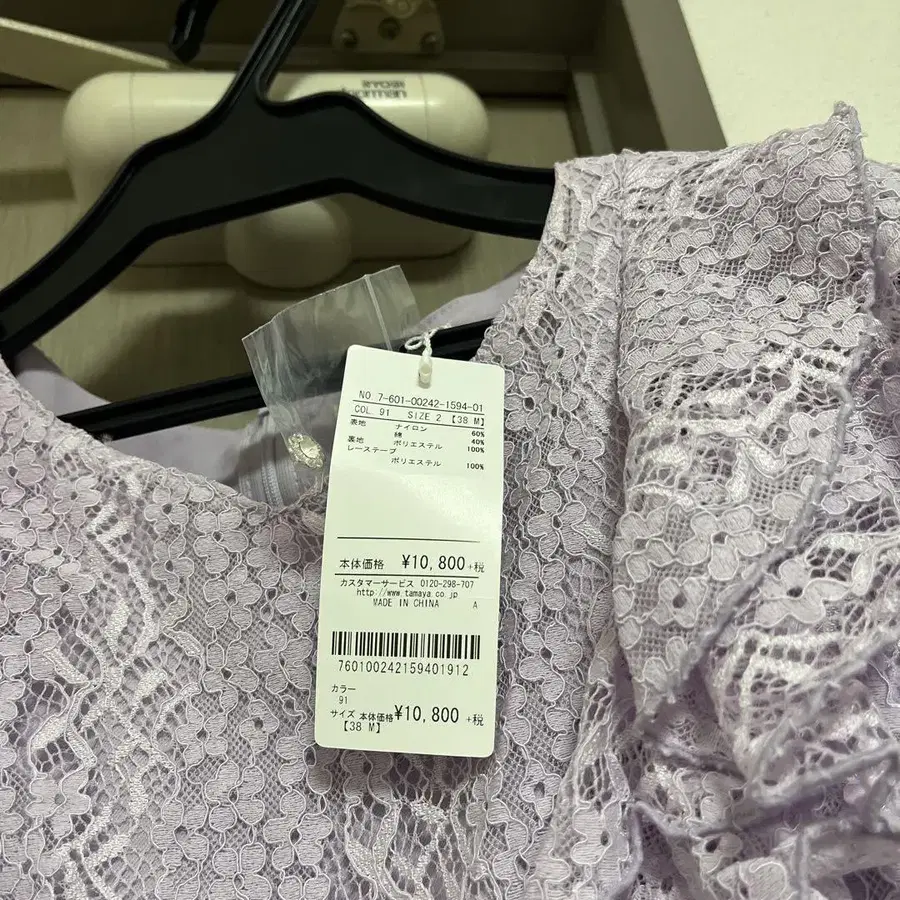 NO. 7-601-00242-1594-01
COL. 91 SIZE 2 【38 M】
表地 ナイロン 60%
綿 40%
裏地 ポリエステル 100%
レーステープ
ポリエステル 100%
本体価格 ¥10,800 +税
カスタマーサービス 0120-298-707
http://www.tamaya.co.jp
MADE IN CHINA A
760100242159401912
カラー
91
サイズ 本体価格 ¥10,800 +税
【38 M】